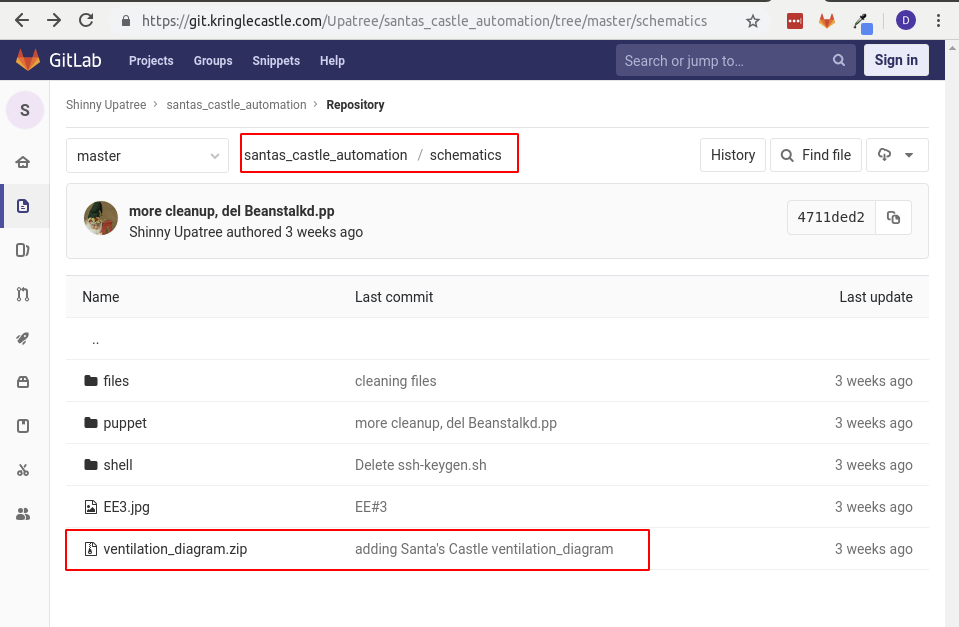 https://git.kringlecastle.com/Upatree/santas_castle_automation/tree/master/schematics
D
GitLab Projects Groups Snippets Help Search or jump to... Sign in
S
Shinny Upatree > santas_castle_automation > Repository
master santas_castle_automation / schematics History Find file
more cleanup, del Beanstalkd.pp
Shinny Upatree authored 3 weeks ago
4711ded2
Name Last commit Last update
..
files cleaning files 3 weeks ago
puppet more cleanup, del Beanstalkd.pp 3 weeks ago
shell Delete ssh-keygen.sh 3 weeks ago
EE3.jpg EE#3 3 weeks ago
ventilation_diagram.zip adding Santa's Castle ventilation_diagram 3 weeks ago